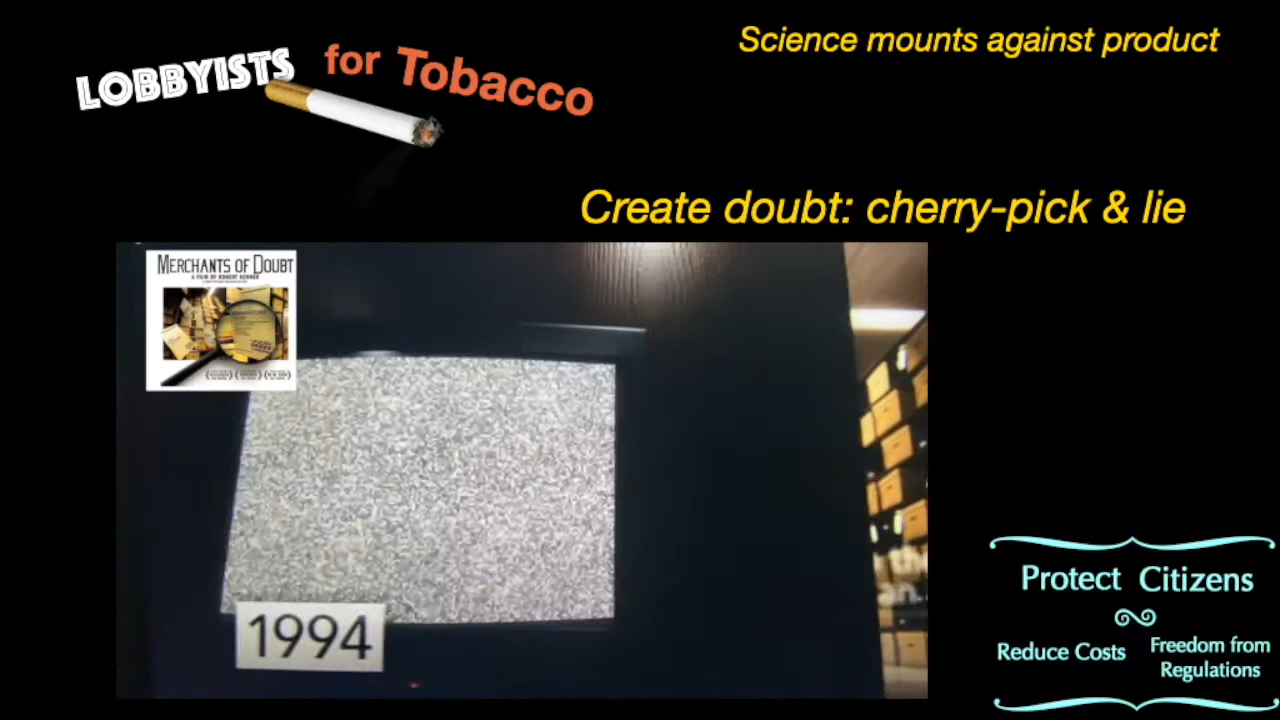 LOBBYISTS for Tobacco
Science mounts against product
Create doubt: cherry-pick & lie
MERCHANTS OF DOUBT
A FILM BY ROBERT KENNER
1994
Protect Citizens
Reduce Costs
Freedom from
Regulations